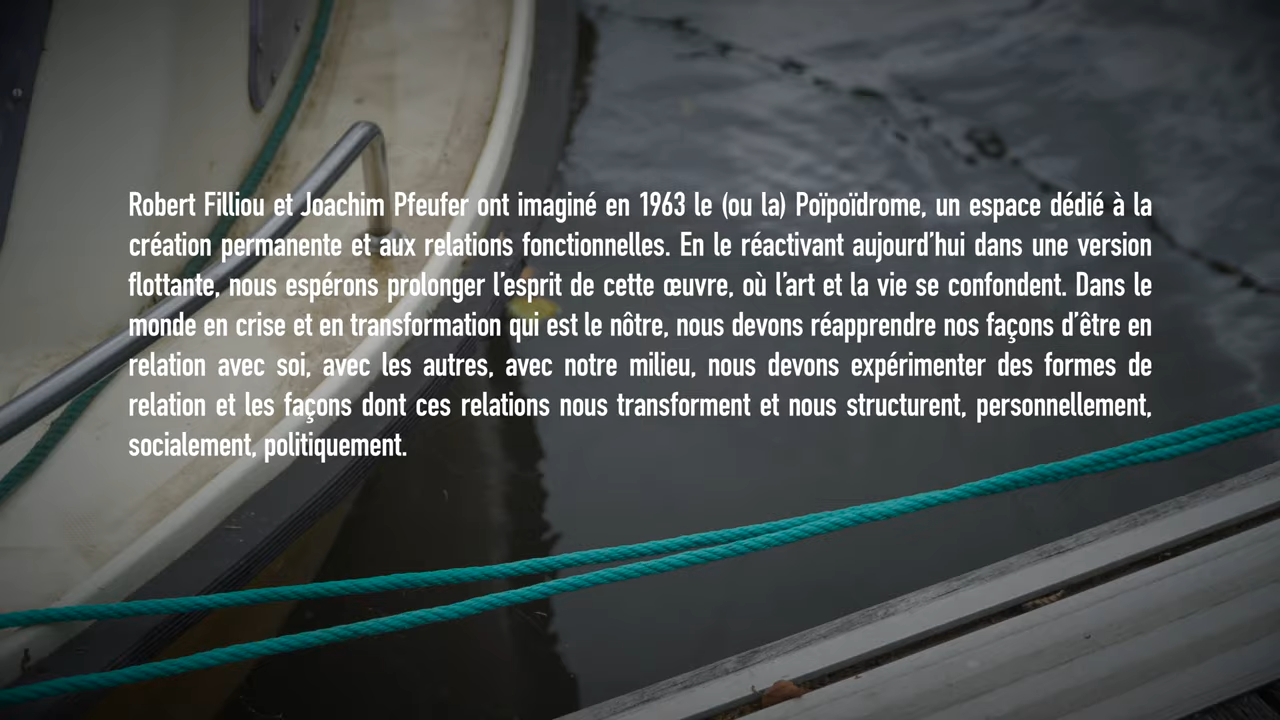 Robert Filliou et Joachim Pfeufer ont imaginé en 1963 le (ou la) Poïpoïdrome, un espace dédié à la
création permanente et aux relations fonctionnelles. En le réactivant aujourd’hui dans une version
flottante, nous espérons prolonger l’esprit de cette œuvre, où l’art et la vie se confondent. Dans le
monde en crise et en transformation qui est le nôtre, nous devons réapprendre nos façons d’être en
relation avec soi, avec les autres, avec notre milieu, nous devons expérimenter des formes de
relation et les façons dont ces relations nous transforment et nous structurent, personnellement,
socialement, politiquement.